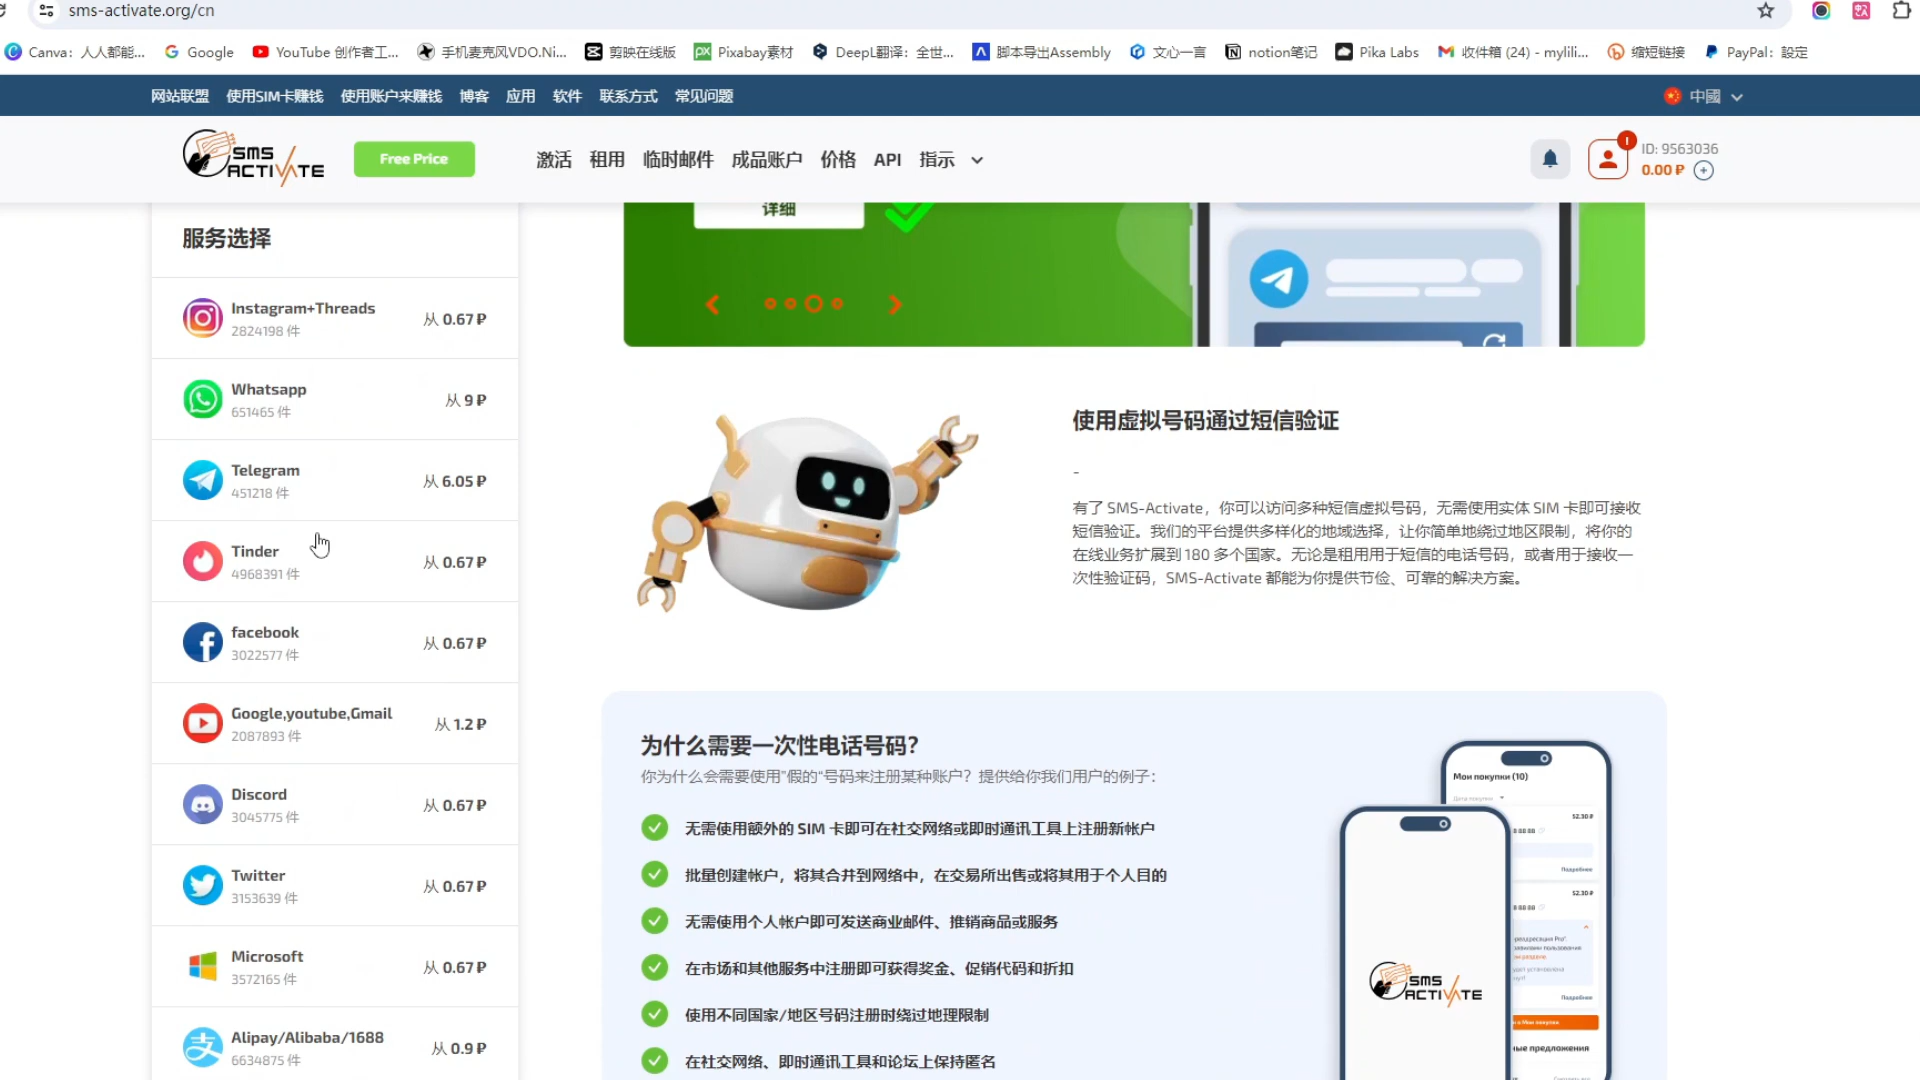 sms-activate.org/cn
Canva：人人都能...
Google
YouTube 创作者工...
手机麦克风VDO.Ni...
剪映在线版
Pixabay素材
DeepL翻译：全世...
脚本导出Assembly
文心一言
notion笔记
Pika Labs
收件箱 (24) - mylili...
缩短链接
PayPal：設定
网站联盟 使用SIM卡赚钱 使用账户来赚钱 博客 应用 软件 联系方式 常见问题
中國
SMS ACTIVATE
Free Price
激活 租用 临时邮件 成品账户 价格 API 指示
ID: 9563036
0.00 ₽
服务选择
Instagram+Threads
2824198 件
从 0.67 ₽
Whatsapp
651465 件
从 9 ₽
Telegram
451218 件
从 6.05 ₽
Tinder
4968391 件
从 0.67 ₽
facebook
3022577 件
从 0.67 ₽
Google,youtube,Gmail
2087893 件
从 1.2 ₽
Discord
3045775 件
从 0.67 ₽
Twitter
3153639 件
从 0.67 ₽
Microsoft
3572165 件
从 0.67 ₽
Alipay/Alibaba/1688
6634875 件
从 0.9 ₽
详细
使用虚拟号码通过短信验证
-
有了 SMS-Activate，你可以访问多种短信虚拟号码，无需使用实体 SIM 卡即可接收
短信验证。我们的平台提供多样化的地域选择，让你简单地绕过地区限制，将你的
在线业务扩展到 180 多个国家。无论是租用用于短信的电话号码，或者用于接收一
次性验证码，SMS-Activate 都能为你提供节俭、可靠的解决方案。
为什么需要一次性电话号码？
你为什么会需要使用"假的"号码来注册某种账户？提供给你我们用户的例子：
无需使用额外的 SIM 卡即可在社交网络或即时通讯工具上注册新帐户
批量创建帐户，将其合并到网络中，在交易所出售或将其用于个人目的
无需使用个人帐户即可发送商业邮件、推销商品或服务
在市场和其他服务中注册即可获得奖金、促销代码和折扣
使用不同国家/地区号码注册时绕过地理限制
在社交网络、即时通讯工具和论坛上保持匿名
Мои покупки (10)
Дата покупки
52.30 ₽
8 88 88
Подробнее
52.30 ₽
8 88 88
Подробнее
SMS ACTIVATE
ные предложения